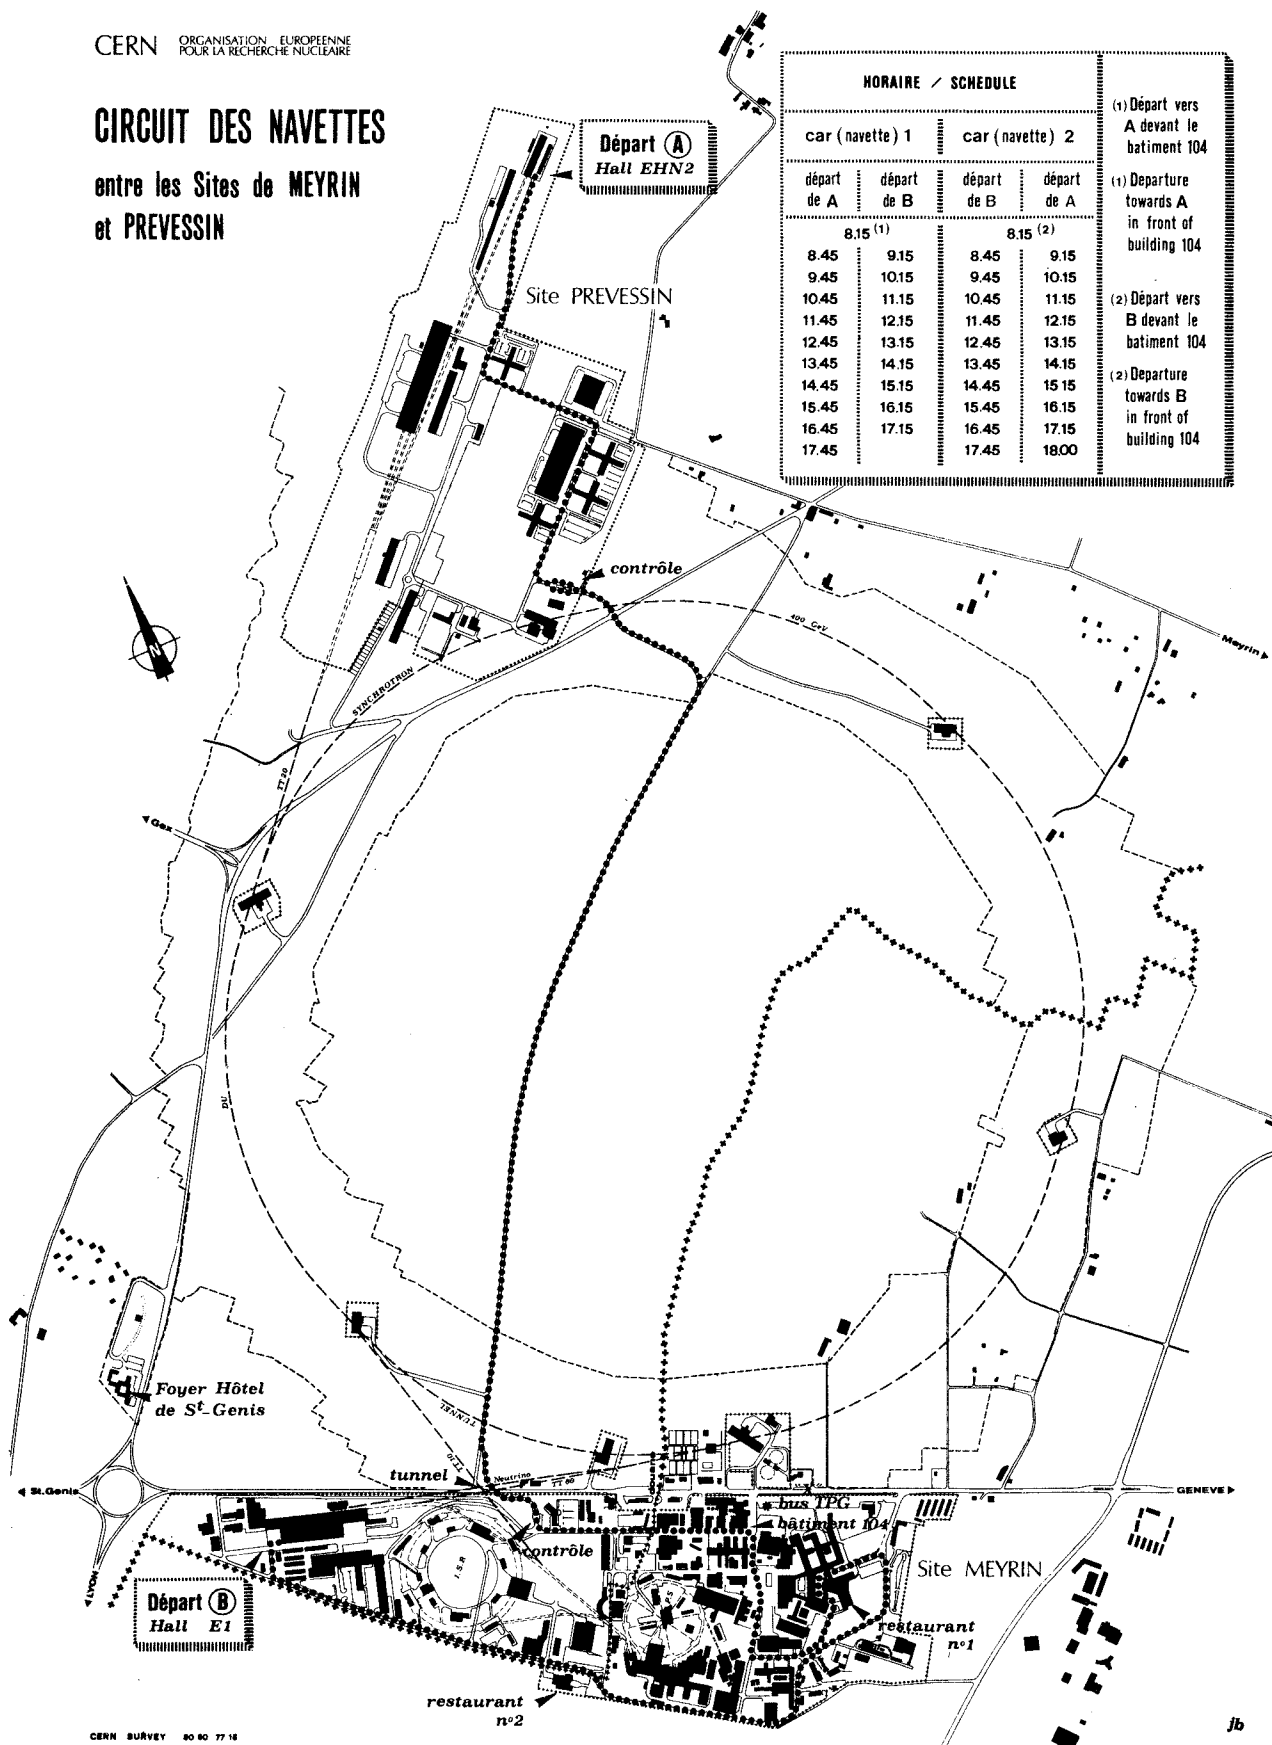 CERN ORGANISATION EUROPEENNE
POUR LA RECHERCHE NUCLEAIRE
CIRCUIT DES NAVETTES
entre les Sites de MEYRIN
et PREVESSIN
Départ A
Hall EHN2
HORAIRE / SCHEDULE
car (navette) 1 car (navette) 2
départ de A départ de B départ de B départ de A
8.15 (1) 8.15 (2)
8.45 9.15 8.45 9.15
9.45 10.15 9.45 10.15
10.45 11.15 10.45 11.15
11.45 12.15 11.45 12.15
12.45 13.15 12.45 13.15
13.45 14.15 13.45 14.15
14.45 15.15 14.45 15 15
15.45 16.15 15.45 16.15
16.45 17.15 16.45 17.15
17.45 17.45 18.00
(1) Départ vers
A devant le
batiment 104
(1) Departure
towards A
in front of
building 104
(2) Départ vers
B devant le
batiment 104
(2) Departure
towards B
in front of
building 104
Site PREVESSIN
contrôle
400 GeV
Meyrin
N
SYNCHROTRON
TT 20
Gex
DU
Foyer Hôtel
de St-Genis
TUNNEL
TT10
tunnel
Neutrino
TT 60
St.Genis
GENEVE
bus TPG
bâtiment 104
contrôle
I.S.R
P S
Site MEYRIN
LYON
Départ B
Hall E1
restaurant
n°1
restaurant
n°2
CERN SURVEY 80 60 77 15
jb